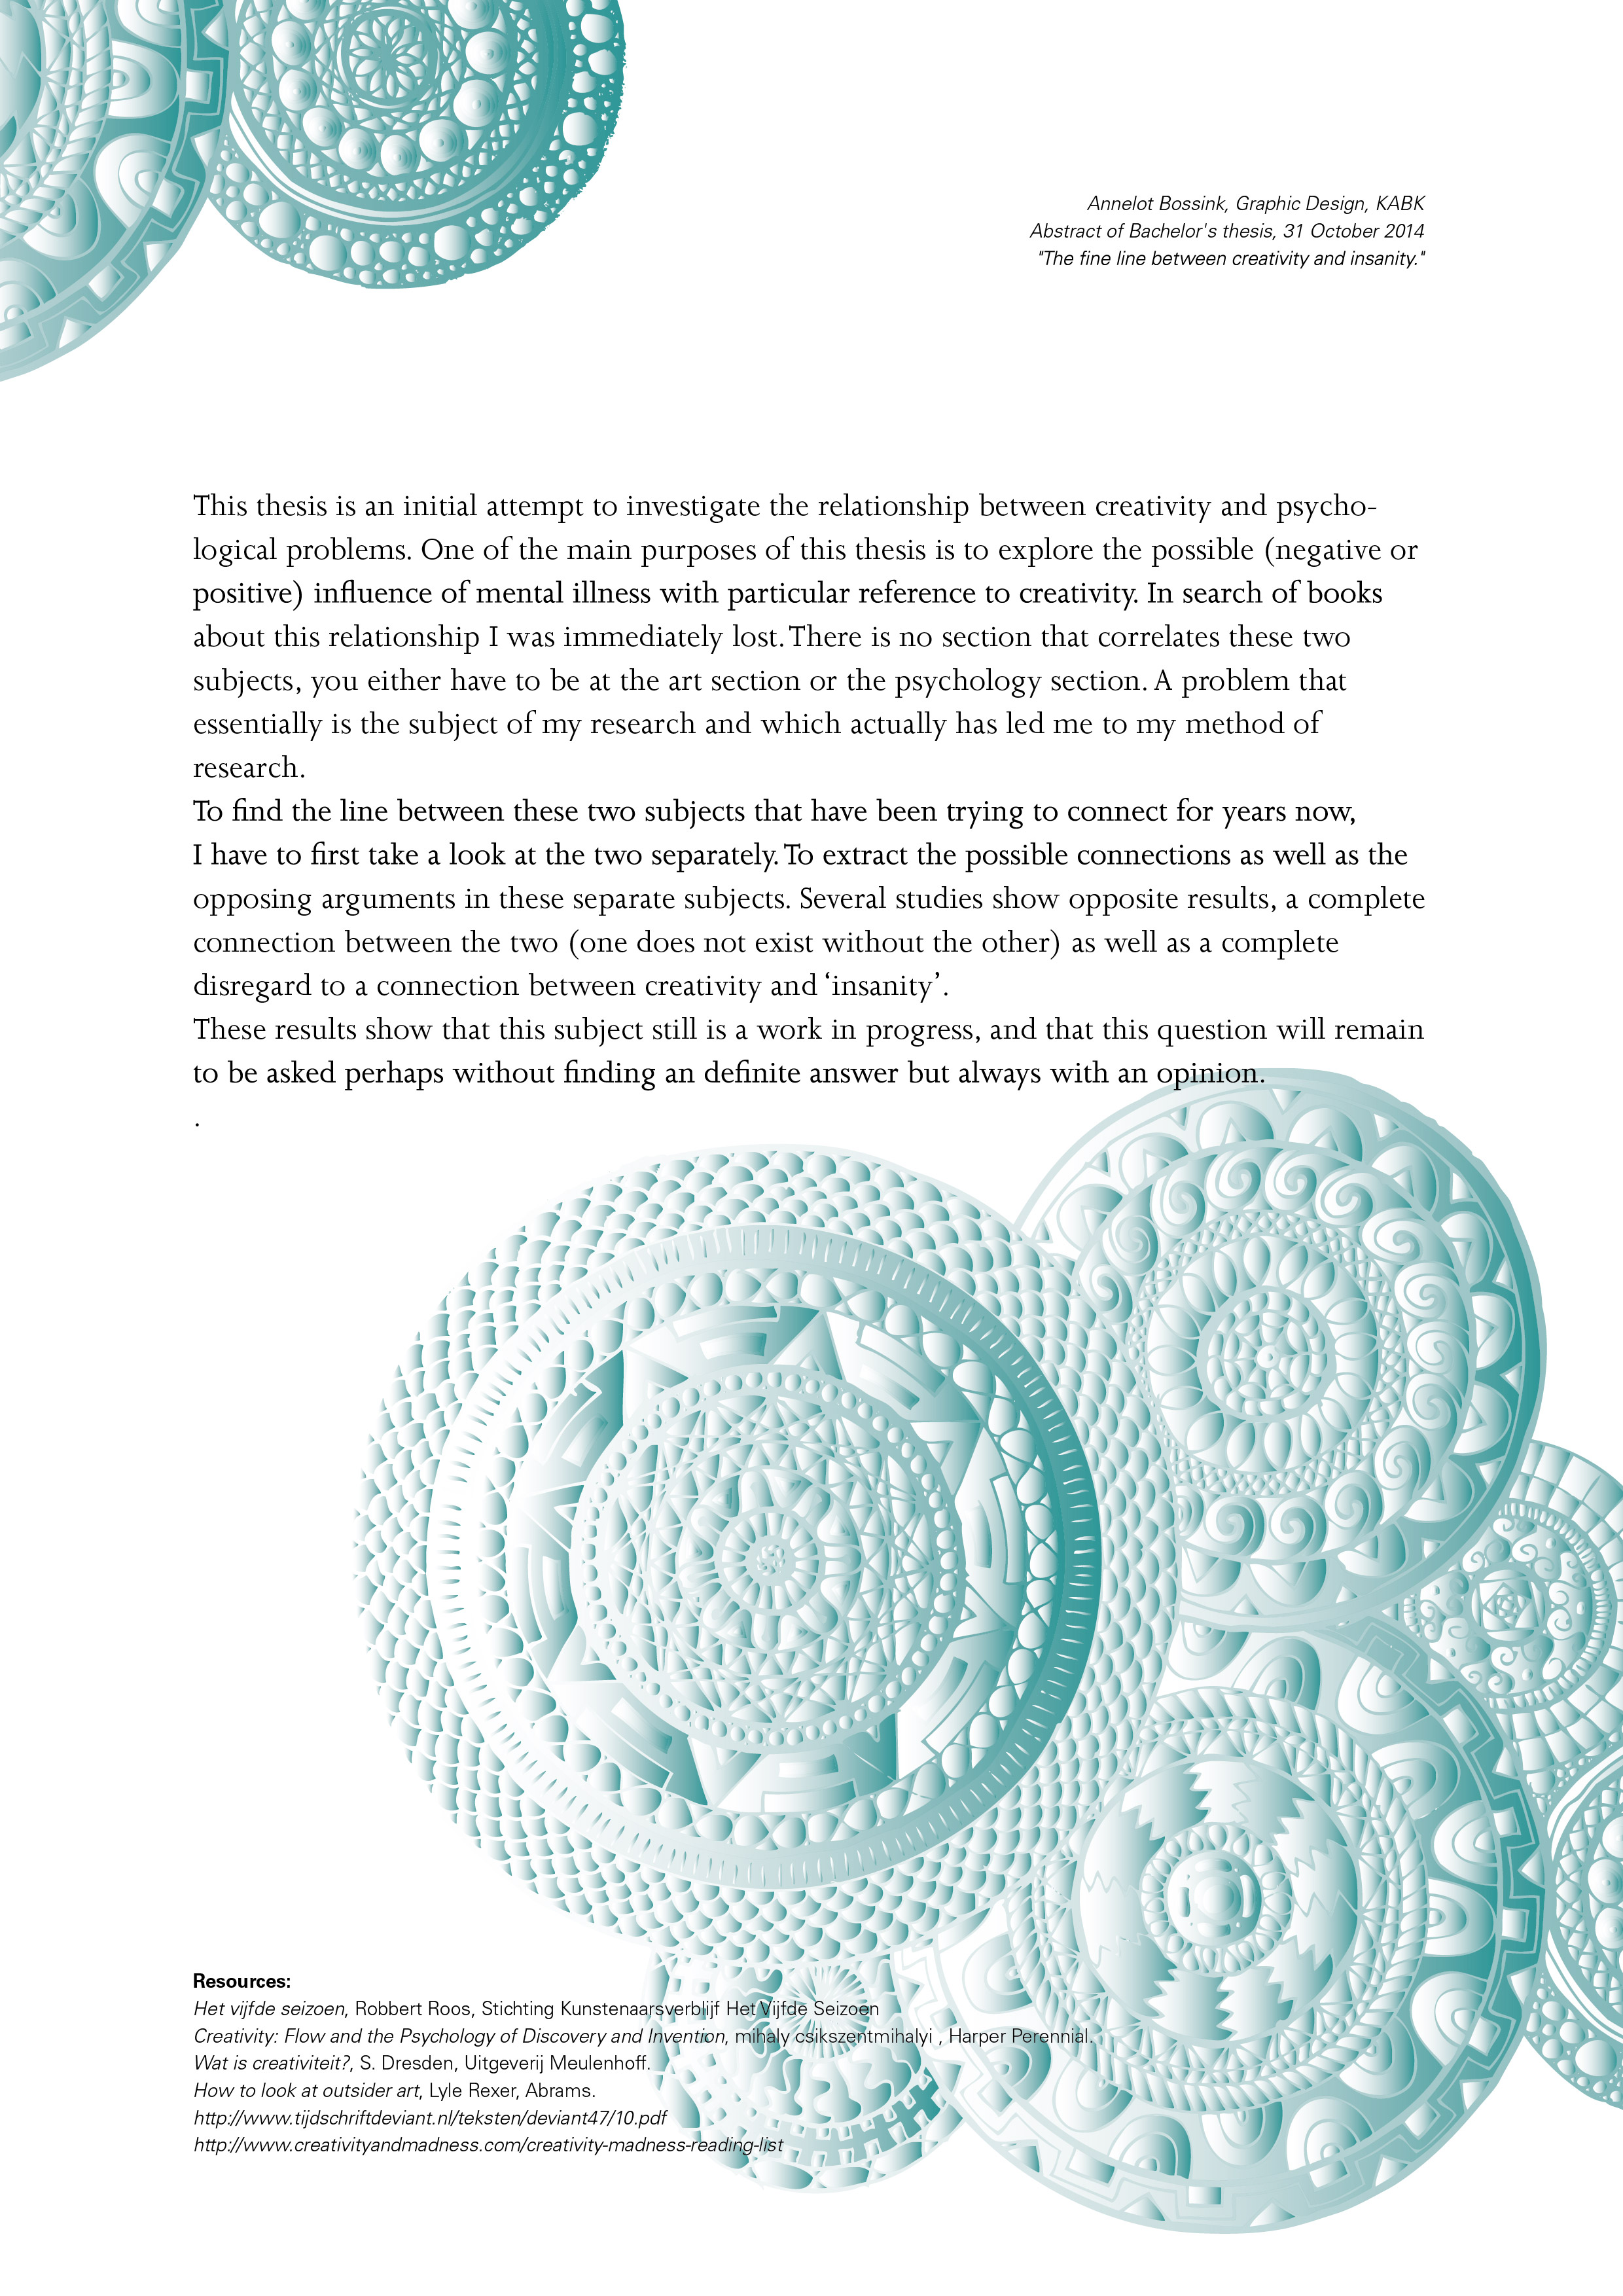 Annelot Bossink, Graphic Design, KABK
Abstract of Bachelor's thesis, 31 October 2014
"The fine line between creativity and insanity."
This thesis is an initial attempt to investigate the relationship between creativity and psycho-
logical problems. One of the main purposes of this thesis is to explore the possible (negative or
positive) influence of mental illness with particular reference to creativity. In search of books
about this relationship I was immediately lost. There is no section that correlates these two
subjects, you either have to be at the art section or the psychology section. A problem that
essentially is the subject of my research and which actually has led me to my method of
research.
To find the line between these two subjects that have been trying to connect for years now,
I have to first take a look at the two separately. To extract the possible connections as well as the
opposing arguments in these separate subjects. Several studies show opposite results, a complete
connection between the two (one does not exist without the other) as well as a complete
disregard to a connection between creativity and ‘insanity’.
These results show that this subject still is a work in progress, and that this question will remain
to be asked perhaps without finding an definite answer but always with an opinion.
.
Resources:
Het vijfde seizoen, Robbert Roos, Stichting Kunstenaarsverblijf Het Vijfde Seizoen
Creativity: Flow and the Psychology of Discovery and Invention, mihaly csikszentmihalyi , Harper Perennial.
Wat is creativiteit?, S. Dresden, Uitgeverij Meulenhoff.
How to look at outsider art, Lyle Rexer, Abrams.
http://www.tijdschriftdeviant.nl/teksten/deviant47/10.pdf
http://www.creativityandmadness.com/creativity-madness-reading-list